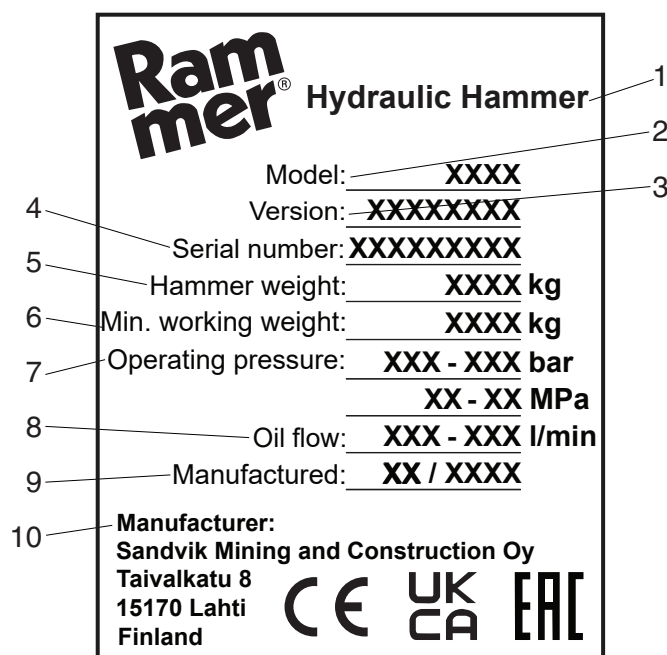 Ram
mer®
Hydraulic Hammer 1
2
Model: XXXX
3
Version: XXXXXXXX
4
Serial number: XXXXXXXXX
5
Hammer weight: XXXX kg
6
Min. working weight: XXXX kg
7
Operating pressure: XXX - XXX bar
XX - XX MPa
8
Oil flow: XXX - XXX l/min
9
Manufactured: XX / XXXX
10
Manufacturer:
Sandvik Mining and Construction Oy
Taivalkatu 8
15170 Lahti
Finland
CE
UK
CA
EAC